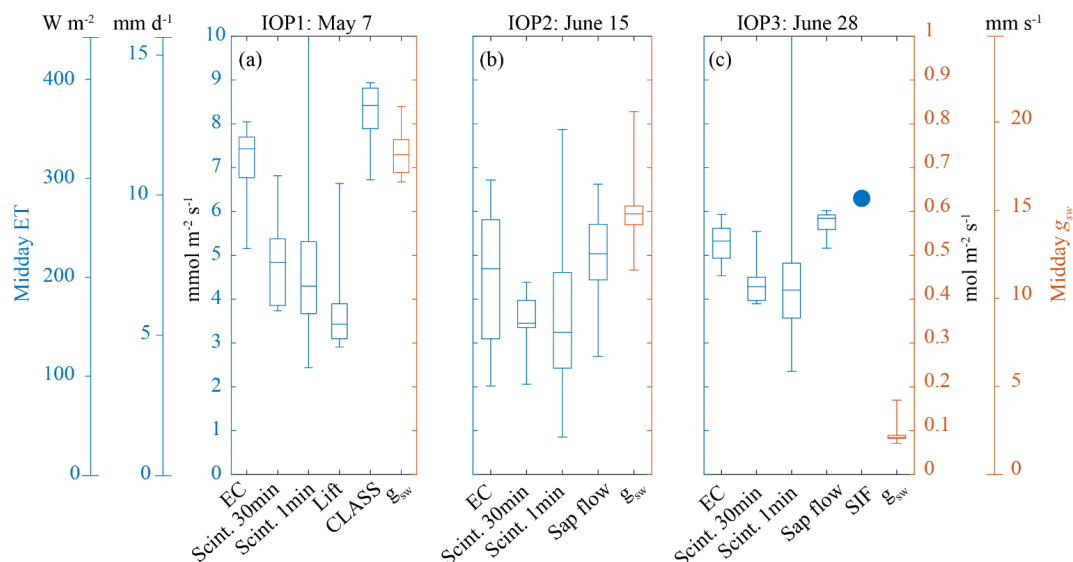 W m-2 mm d-1 IOP1: May 7 IOP2: June 15 IOP3: June 28 mm s-1
(a) (b) (c)
400
300
200
100
0
15
10
5
0
10
9
8
7
6
5
4
3
2
1
0
1
0.9
0.8
0.7
0.6
0.5
0.4
0.3
0.2
0.1
0
20
15
10
5
0
Midday ET
mmol m-2 s-1
mol m-2 s-1
Midday gsw
EC
Scint. 30min
Scint. 1min
Lift
CLASS
gsw
EC
Scint. 30min
Scint. 1min
Sap flow
gsw
EC
Scint. 30min
Scint. 1min
Sap flow
SIF
gsw